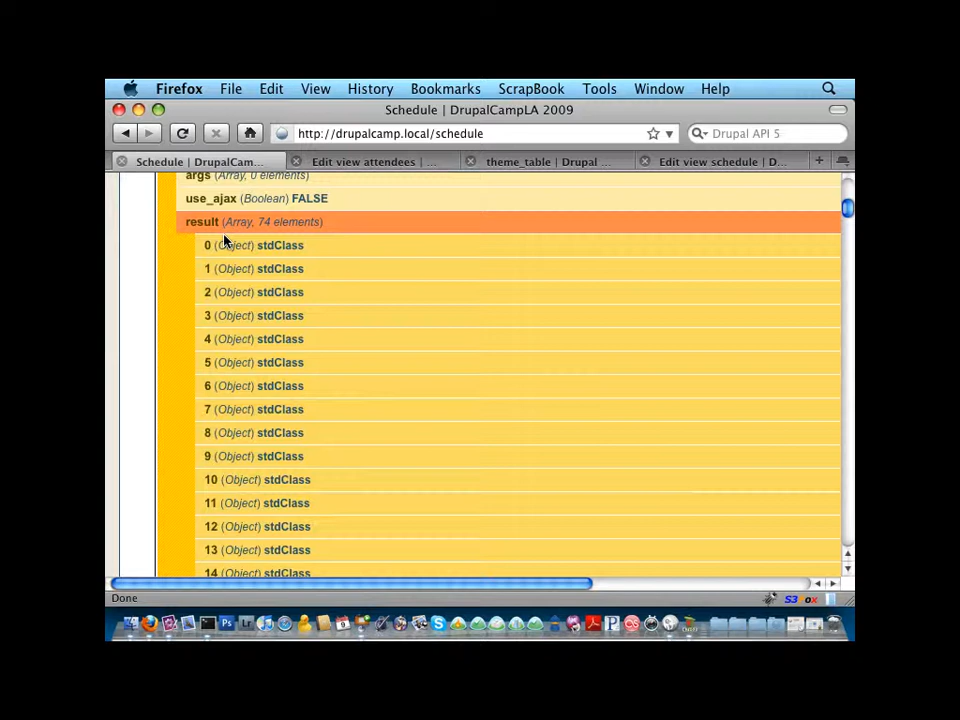 Firefox File Edit View History Bookmarks ScrapBook Tools Window Help
Schedule | DrupalCampLA 2009
http://drupalcamp.local/schedule
Drupal API 5
Schedule | DrupalCam... Edit view attendees | ... theme_table | Drupal ... Edit view schedule | D...
args (Array, 0 elements)
use_ajax (Boolean) FALSE
result (Array, 74 elements)
0 (Object) stdClass
1 (Object) stdClass
2 (Object) stdClass
3 (Object) stdClass
4 (Object) stdClass
5 (Object) stdClass
6 (Object) stdClass
7 (Object) stdClass
8 (Object) stdClass
9 (Object) stdClass
10 (Object) stdClass
11 (Object) stdClass
12 (Object) stdClass
13 (Object) stdClass
14 (Object) stdClass
Done